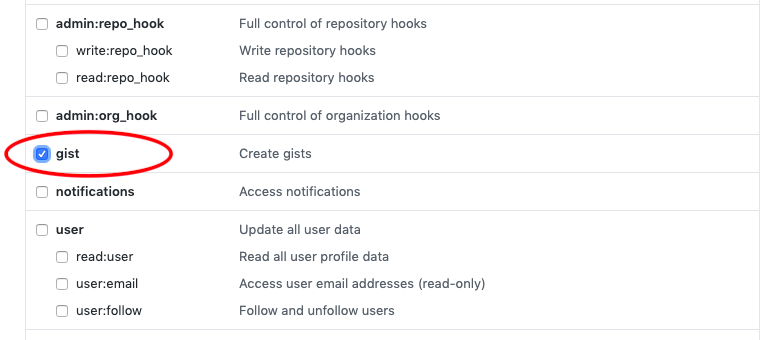 admin:repo_hook Full control of repository hooks
write:repo_hook Write repository hooks
read:repo_hook Read repository hooks
admin:org_hook Full control of organization hooks
gist Create gists
notifications Access notifications
user Update all user data
read:user Read all user profile data
user:email Access user email addresses (read-only)
user:follow Follow and unfollow users